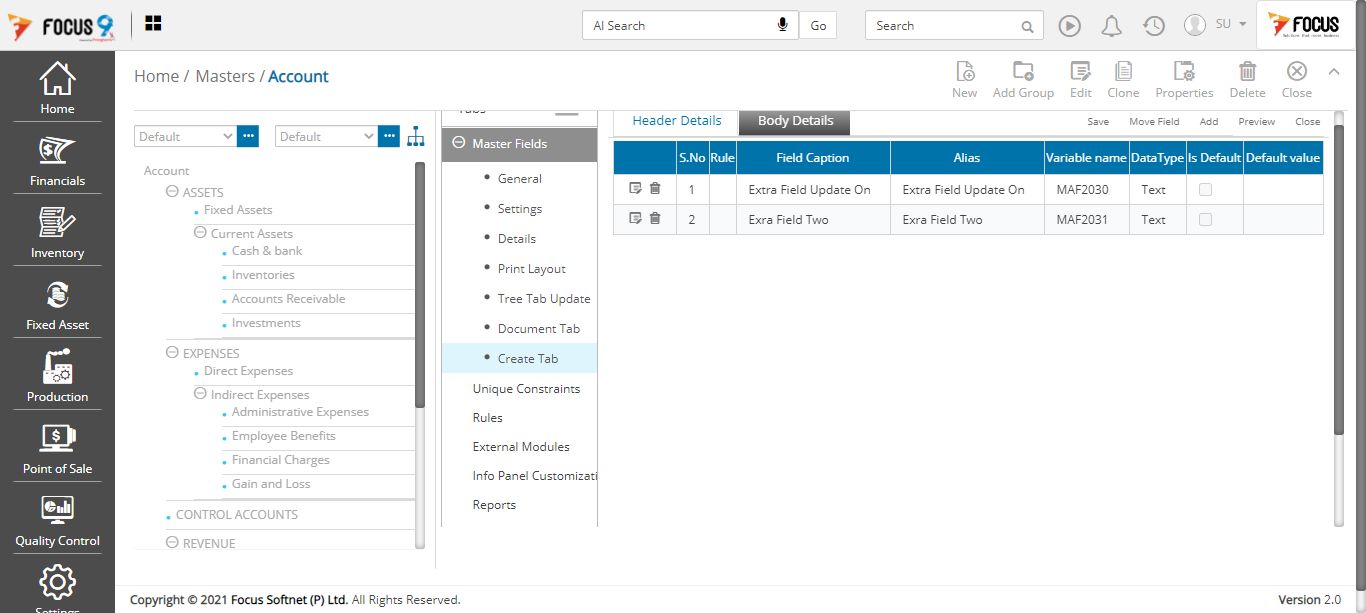 FOCUS 9
AI Search
Go
Search
SU
FOCUS
Home / Masters / Account
New
Add Group
Edit
Clone
Properties
Delete
Close
Home
Financials
Inventory
Fixed Asset
Production
Point of Sale
Quality Control
Settings
Default
Default
Account
ASSETS
Fixed Assets
Current Assets
Cash & bank
Inventories
Accounts Receivable
Investments
EXPENSES
Direct Expenses
Indirect Expenses
Administrative Expenses
Employee Benefits
Financial Charges
Gain and Loss
CONTROL ACCOUNTS
REVENUE
Tabs
Master Fields
General
Settings
Details
Print Layout
Tree Tab Update
Document Tab
Create Tab
Unique Constraints
Rules
External Modules
Info Panel Customizati
Reports
Header Details
Body Details
Save
Move Field
Add
Preview
Close
S.No Rule Field Caption Alias Variable name DataType Is Default Default value
1 Extra Field Update On Extra Field Update On MAF2030 Text
2 Exra Field Two Exra Field Two MAF2031 Text
Copyright © 2021 Focus Softnet (P) Ltd. All Rights Reserved.
Version 2.0